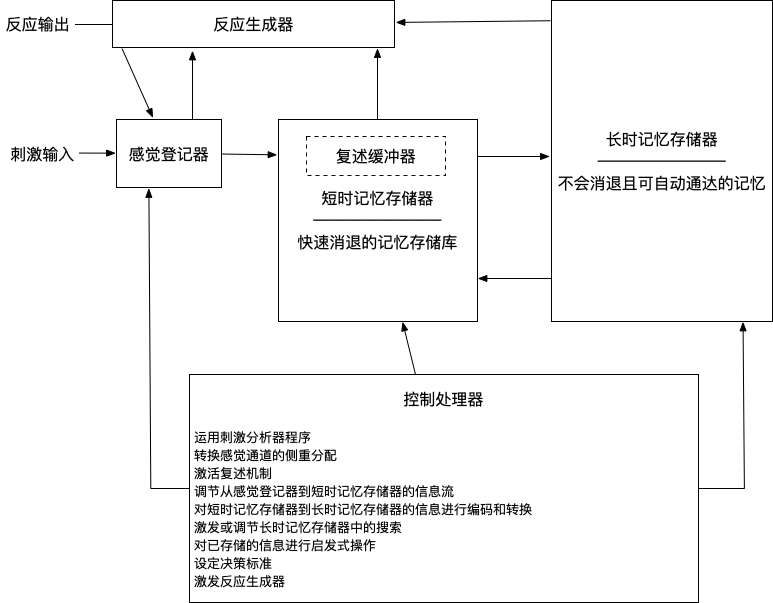 反应输出
反应生成器
刺激输入
感觉登记器
复述缓冲器
短时记忆存储器
快速消退的记忆存储库
长时记忆存储器
不会消退且可自动通达的记忆
控制处理器
运用刺激分析器程序
转换感觉通道的侧重分配
激活复述机制
调节从感觉登记器到短时记忆存储器的信息流
对短时记忆存储器到长时记忆存储器的信息进行编码和转换
激发或调节长时记忆存储器中的搜索
对已存储的信息进行启发式操作
设定决策标准
激发反应生成器